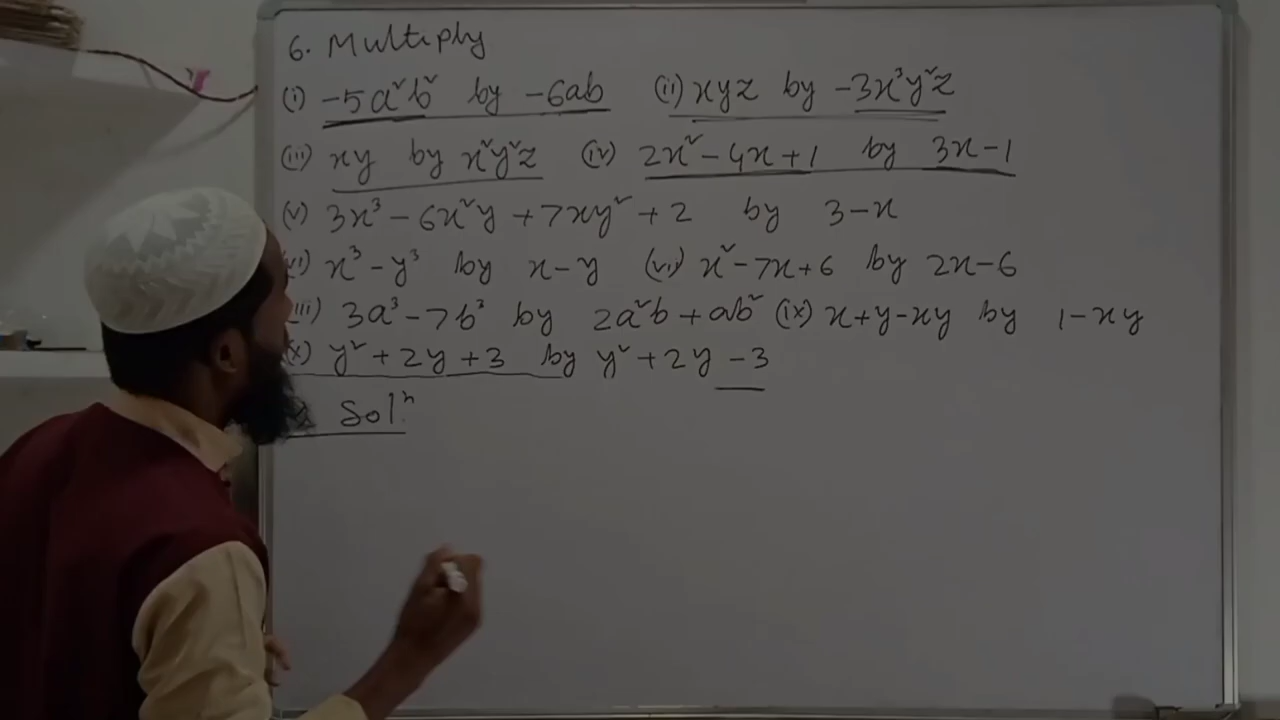 6. Multiply
(i) -5a²b² by -6ab (ii) xyz by -3x³y²z
(iii) xy by x²y²z (iv) 2x² - 4x + 1 by 3x - 1
(v) 3x³ - 6x²y + 7xy² + 2 by 3 - x
x³ - y³ by x - y (vii) x² - 7x + 6 by 2x - 6
3a³ - 7b³ by 2a²b + ab² (ix) x + y - xy by 1 - xy
y² + 2y + 3 by y² + 2y - 3
Solⁿ